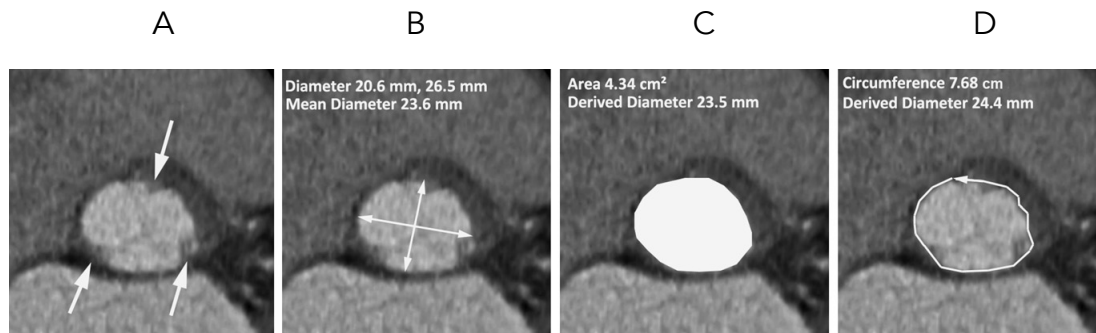 A
B
C
D
Diameter 20.6 mm, 26.5 mm
Mean Diameter 23.6 mm
Area 4.34 cm²
Derived Diameter 23.5 mm
Circumference 7.68 cm
Derived Diameter 24.4 mm